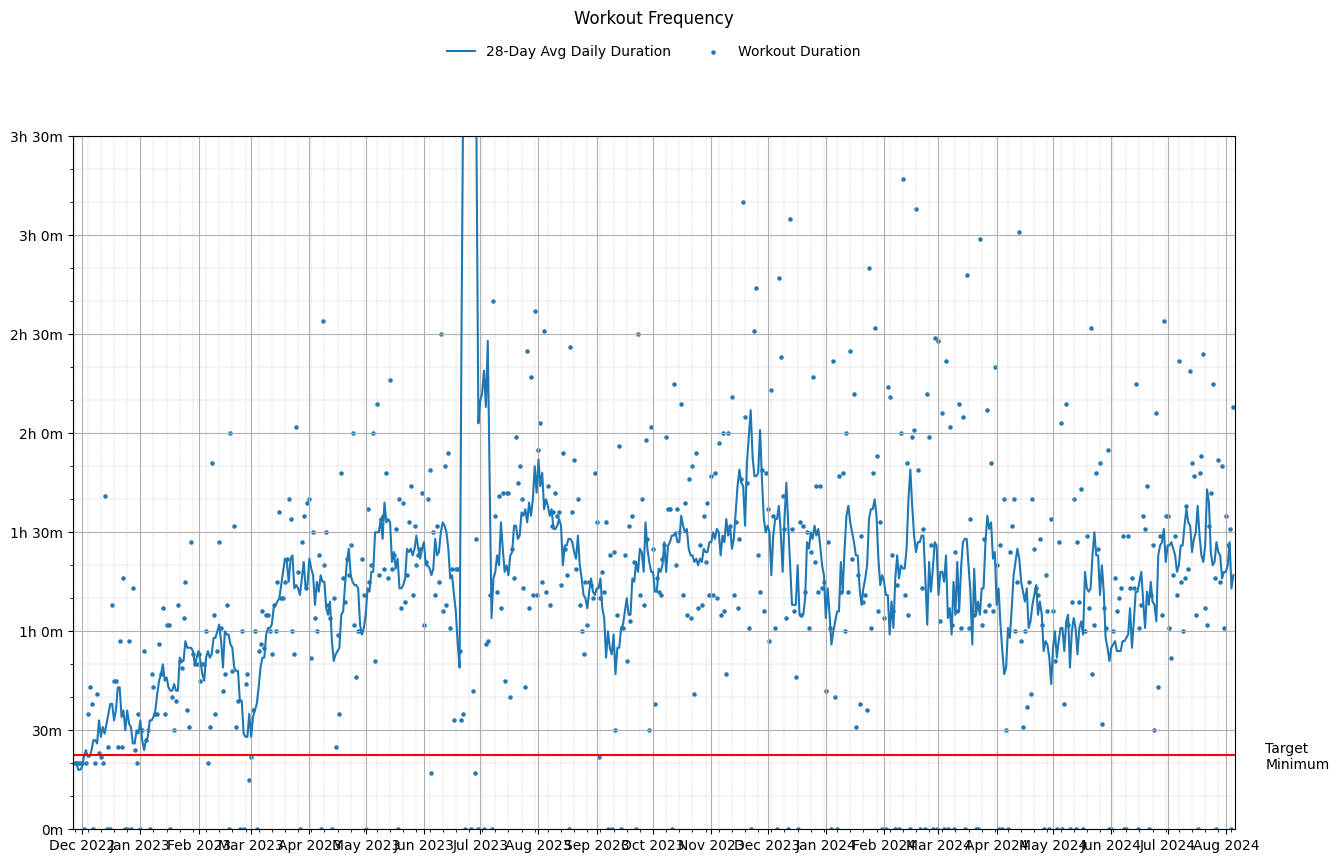 Workout Frequency
28-Day Avg Daily Duration
Workout Duration
3h 30m
3h 0m
2h 30m
2h 0m
1h 30m
1h 0m
30m
0m
Target
Minimum
Dec 2022
Jan 2023
Feb 2023
Mar 2023
Apr 2023
May 2023
Jun 2023
Jul 2023
Aug 2023
Sep 2023
Oct 2023
Nov 2023
Dec 2023
Jan 2024
Feb 2024
Mar 2024
Apr 2024
May 2024
Jun 2024
Jul 2024
Aug 2024